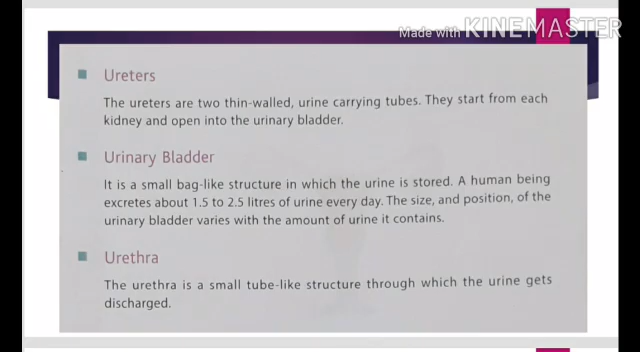 Made with KINEMASTER
Ureters
The ureters are two thin-walled, urine carrying tubes. They start from each
kidney and open into the urinary bladder.
Urinary Bladder
It is a small bag-like structure in which the urine is stored. A human being
excretes about 1.5 to 2.5 litres of urine every day. The size, and position, of the
urinary bladder varies with the amount of urine it contains.
Urethra
The urethra is a small tube-like structure through which the urine gets
discharged.